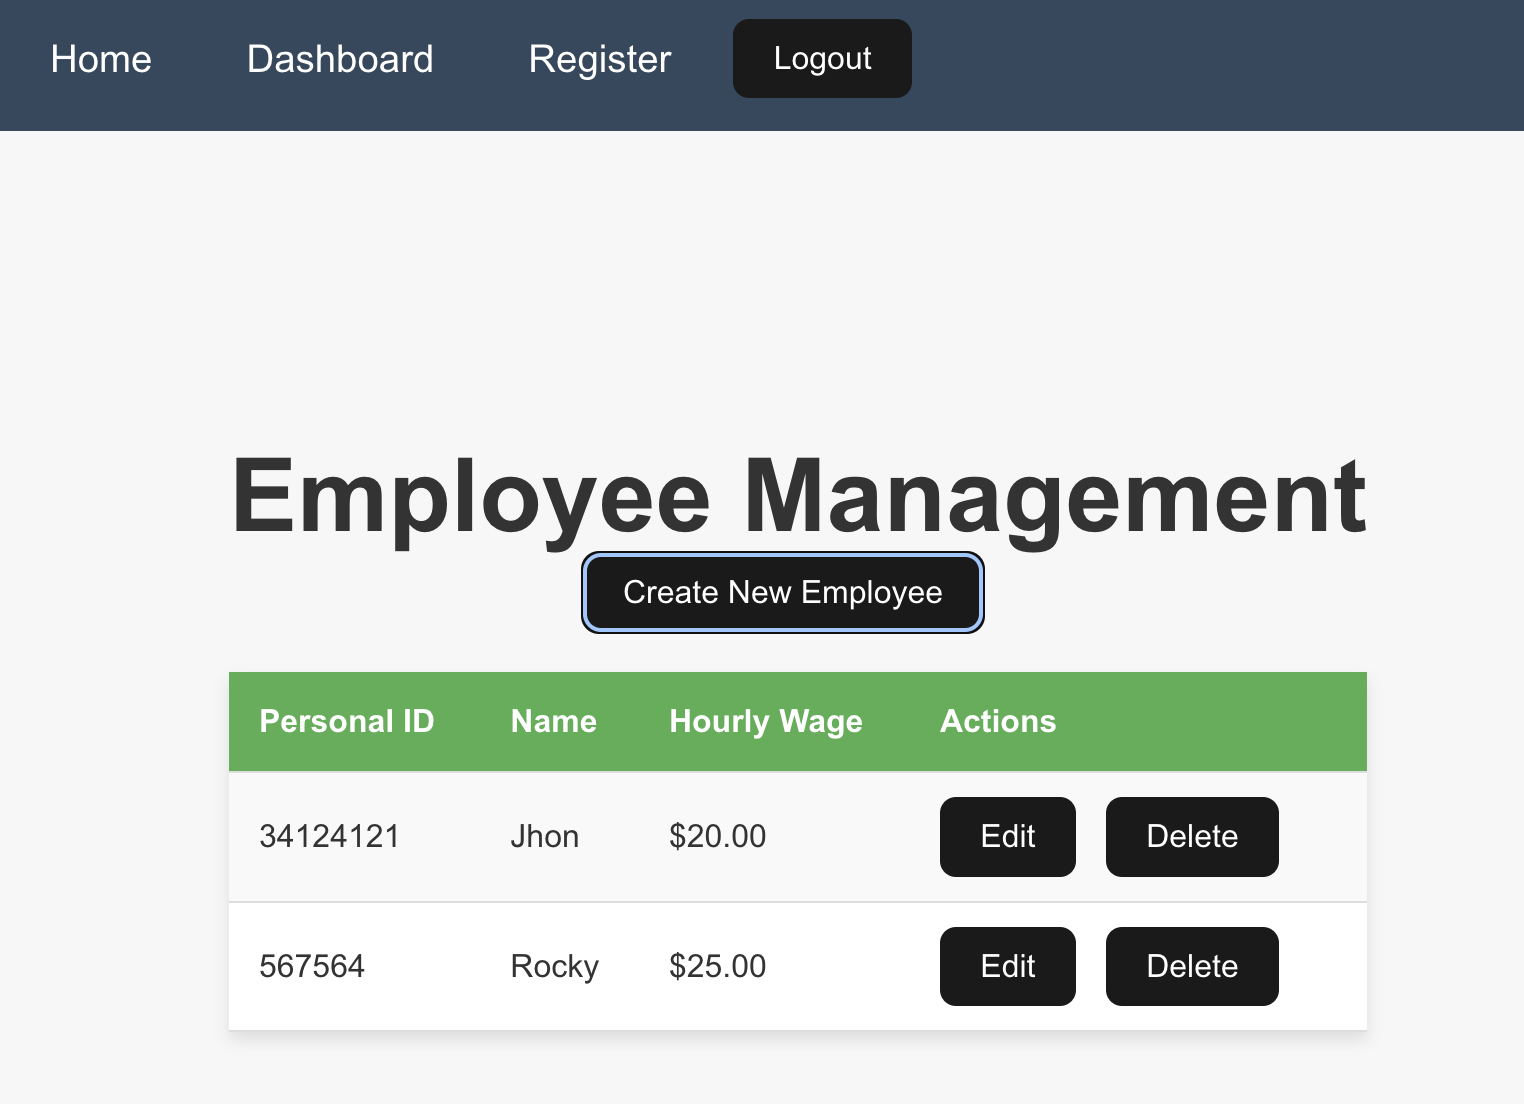 Home Dashboard Register Logout
Employee Management
Create New Employee
Personal ID Name Hourly Wage Actions
34124121 Jhon $20.00 Edit Delete
567564 Rocky $25.00 Edit Delete